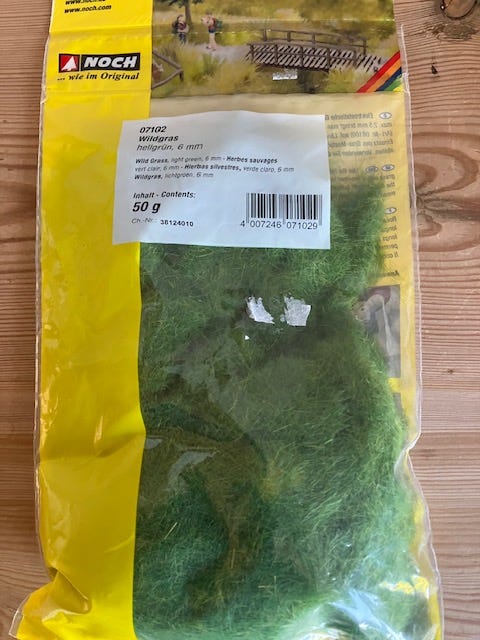 www.noch.com
NOCH
... wie im Original
07102
Wildgras
hellgrün, 6 mm
Wild Grass, light green, 6 mm - Herbes sauvages
vert clair, 6 mm - Hierbas silvestres, verde claro, 6 mm
Wildgras, lichtgroen, 6 mm
Inhalt - Contents:
50 g
Ch.-Nr.: 36124010
4 007246 071029